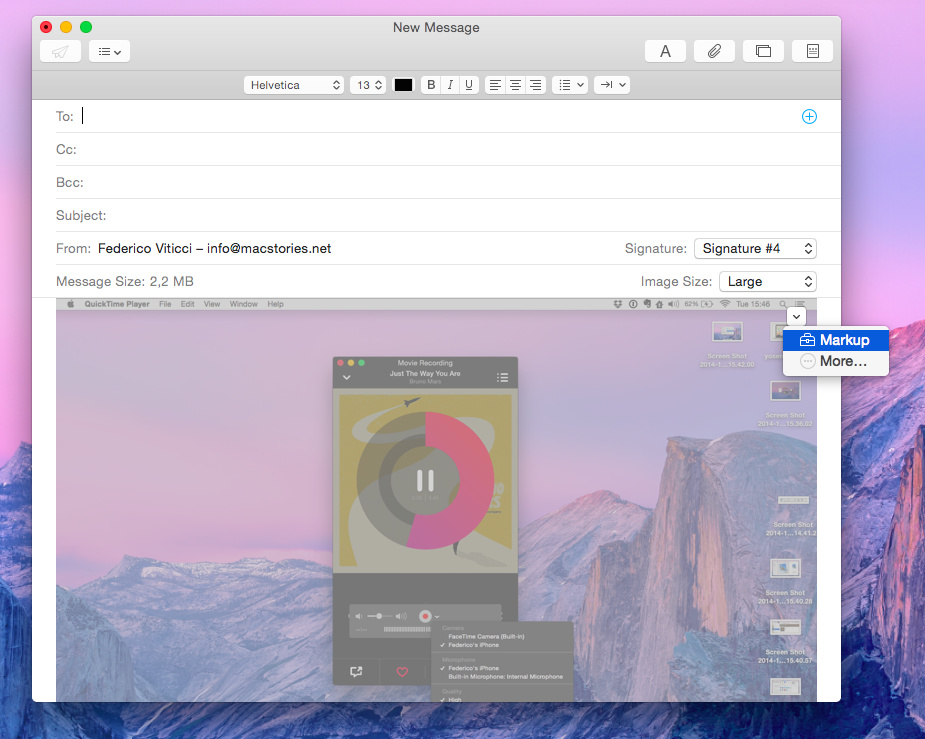 New Message
A
Helvetica 13 B I U
To:
Cc:
Bcc:
Subject:
From: Federico Viticci – info@macstories.net Signature: Signature #4
Message Size: 2,2 MB Image Size: Large
QuickTime Player File Edit View Window Help 62% Tue 15:46
Markup
More...
Movie Recording
Just The Way You Are
Bruno Mars
Screen Shot
2014-1...15.42.00
Screen Shot
2014-1...15.36.02
Screen Shot
2014-1...14.41.2
Screen Shot
2014-1...15.40.28
Screen Shot
2014-1...15.40.57
Camera
FaceTime Camera (Built-in)
✓ Federico's iPhone
Microphone
✓ Federico's iPhone
Built-in Microphone: Internal Microphone
Quality
✓ High